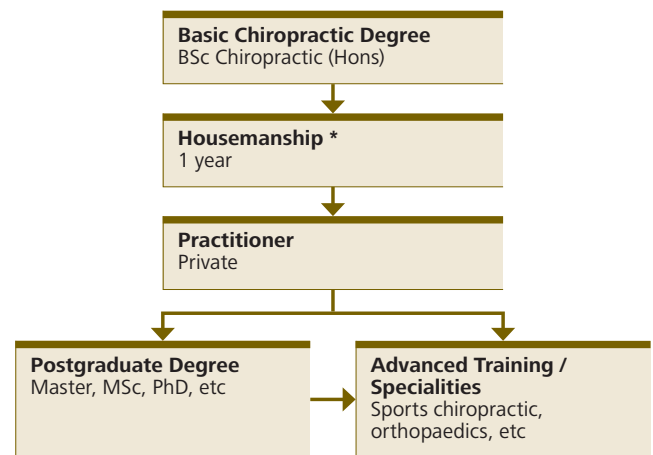 Basic Chiropractic Degree
BSc Chiropractic (Hons)
Housemanship *
1 year
Practitioner
Private
Postgraduate Degree
Master, MSc, PhD, etc
Advanced Training /
Specialities
Sports chiropractic,
orthopaedics, etc